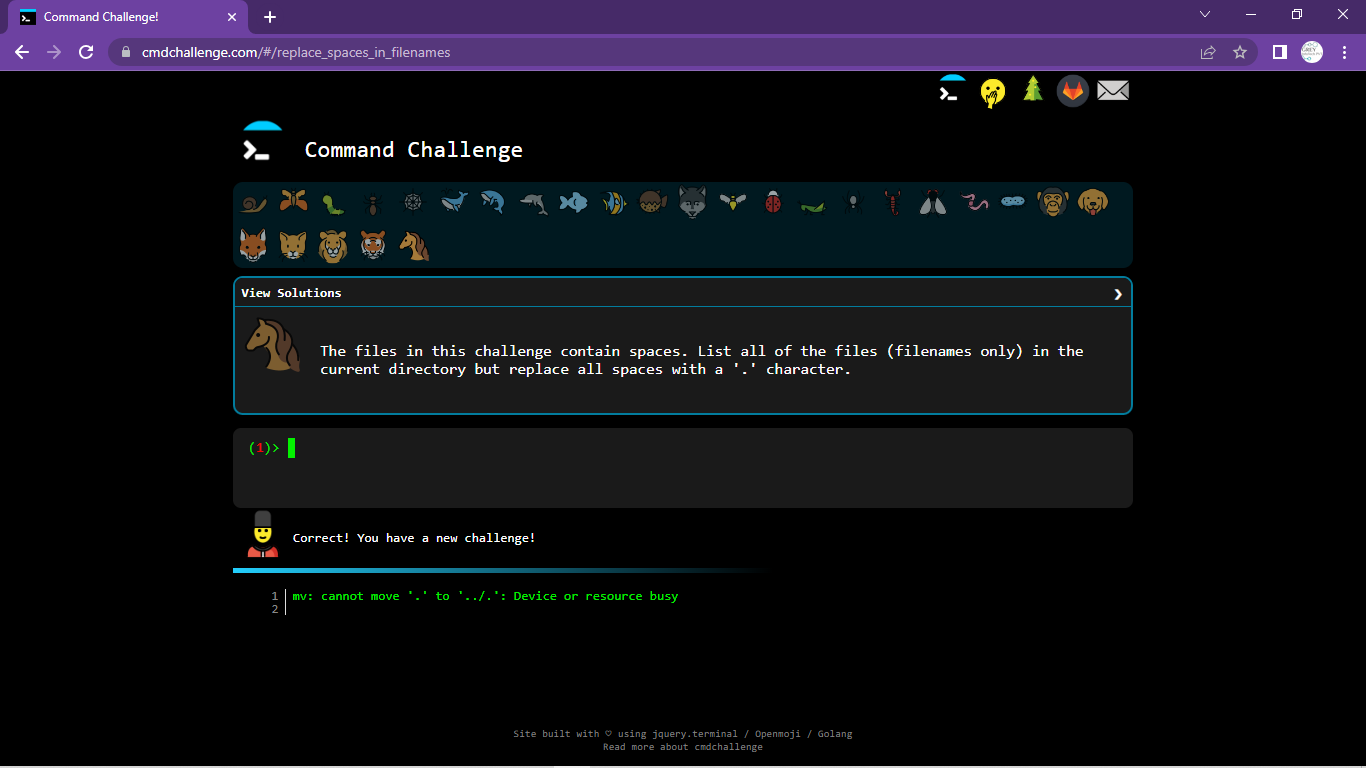 Command Challenge!
cmdchallenge.com/#/replace_spaces_in_filenames
Command Challenge
View Solutions
The files in this challenge contain spaces. List all of the files (filenames only) in the
current directory but replace all spaces with a '.' character.
(1)>
Correct! You have a new challenge!
1 mv: cannot move '.' to '../.': Device or resource busy
2
Site built with ♡ using jquery.terminal / Openmoji / Golang
Read more about cmdchallenge